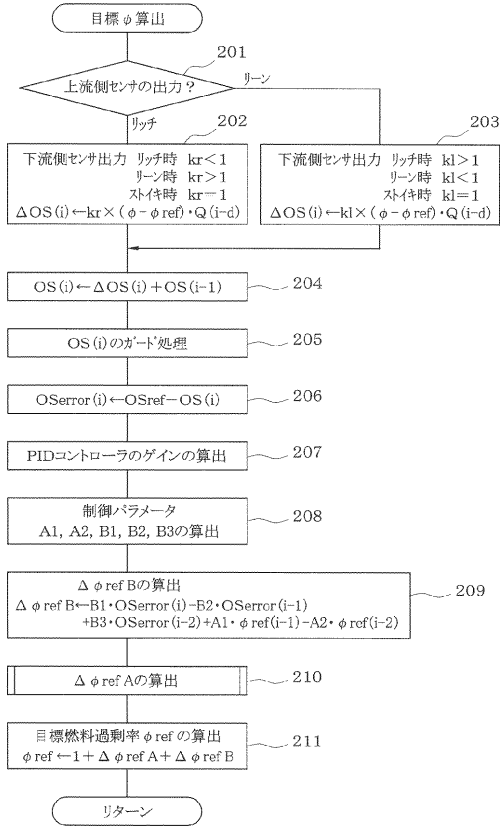 目標φ算出
201
上流側センサの出力？
リーン
リッチ
202
下流側センサ出力 リッチ時 kr<1
リーン時 kr>1
ストイキ時 kr=1
ΔOS(i)←kr×(φ-φref)・Q(i-d)
203
下流側センサ出力 リッチ時 kl>1
リーン時 kl<1
ストイキ時 kl=1
ΔOS(i)←kl×(φ-φref)・Q(i-d)
OS(i)←ΔOS(i)+OS(i-1)
204
OS(i)のガード処理
205
OSerror(i)←OSref-OS(i)
206
PIDコントローラのゲインの算出
207
制御パラメータ
A1, A2, B1, B2, B3の算出
208
ΔφrefBの算出
ΔφrefB←B1・OSerror(i)-B2・OSerror(i-1)
+B3・OSerror(i-2)+A1・φref(i-1)-A2・φref(i-2)
209
ΔφrefAの算出
210
目標燃料過剰率φrefの算出
φref←1+ΔφrefA+ΔφrefB
211
リターン